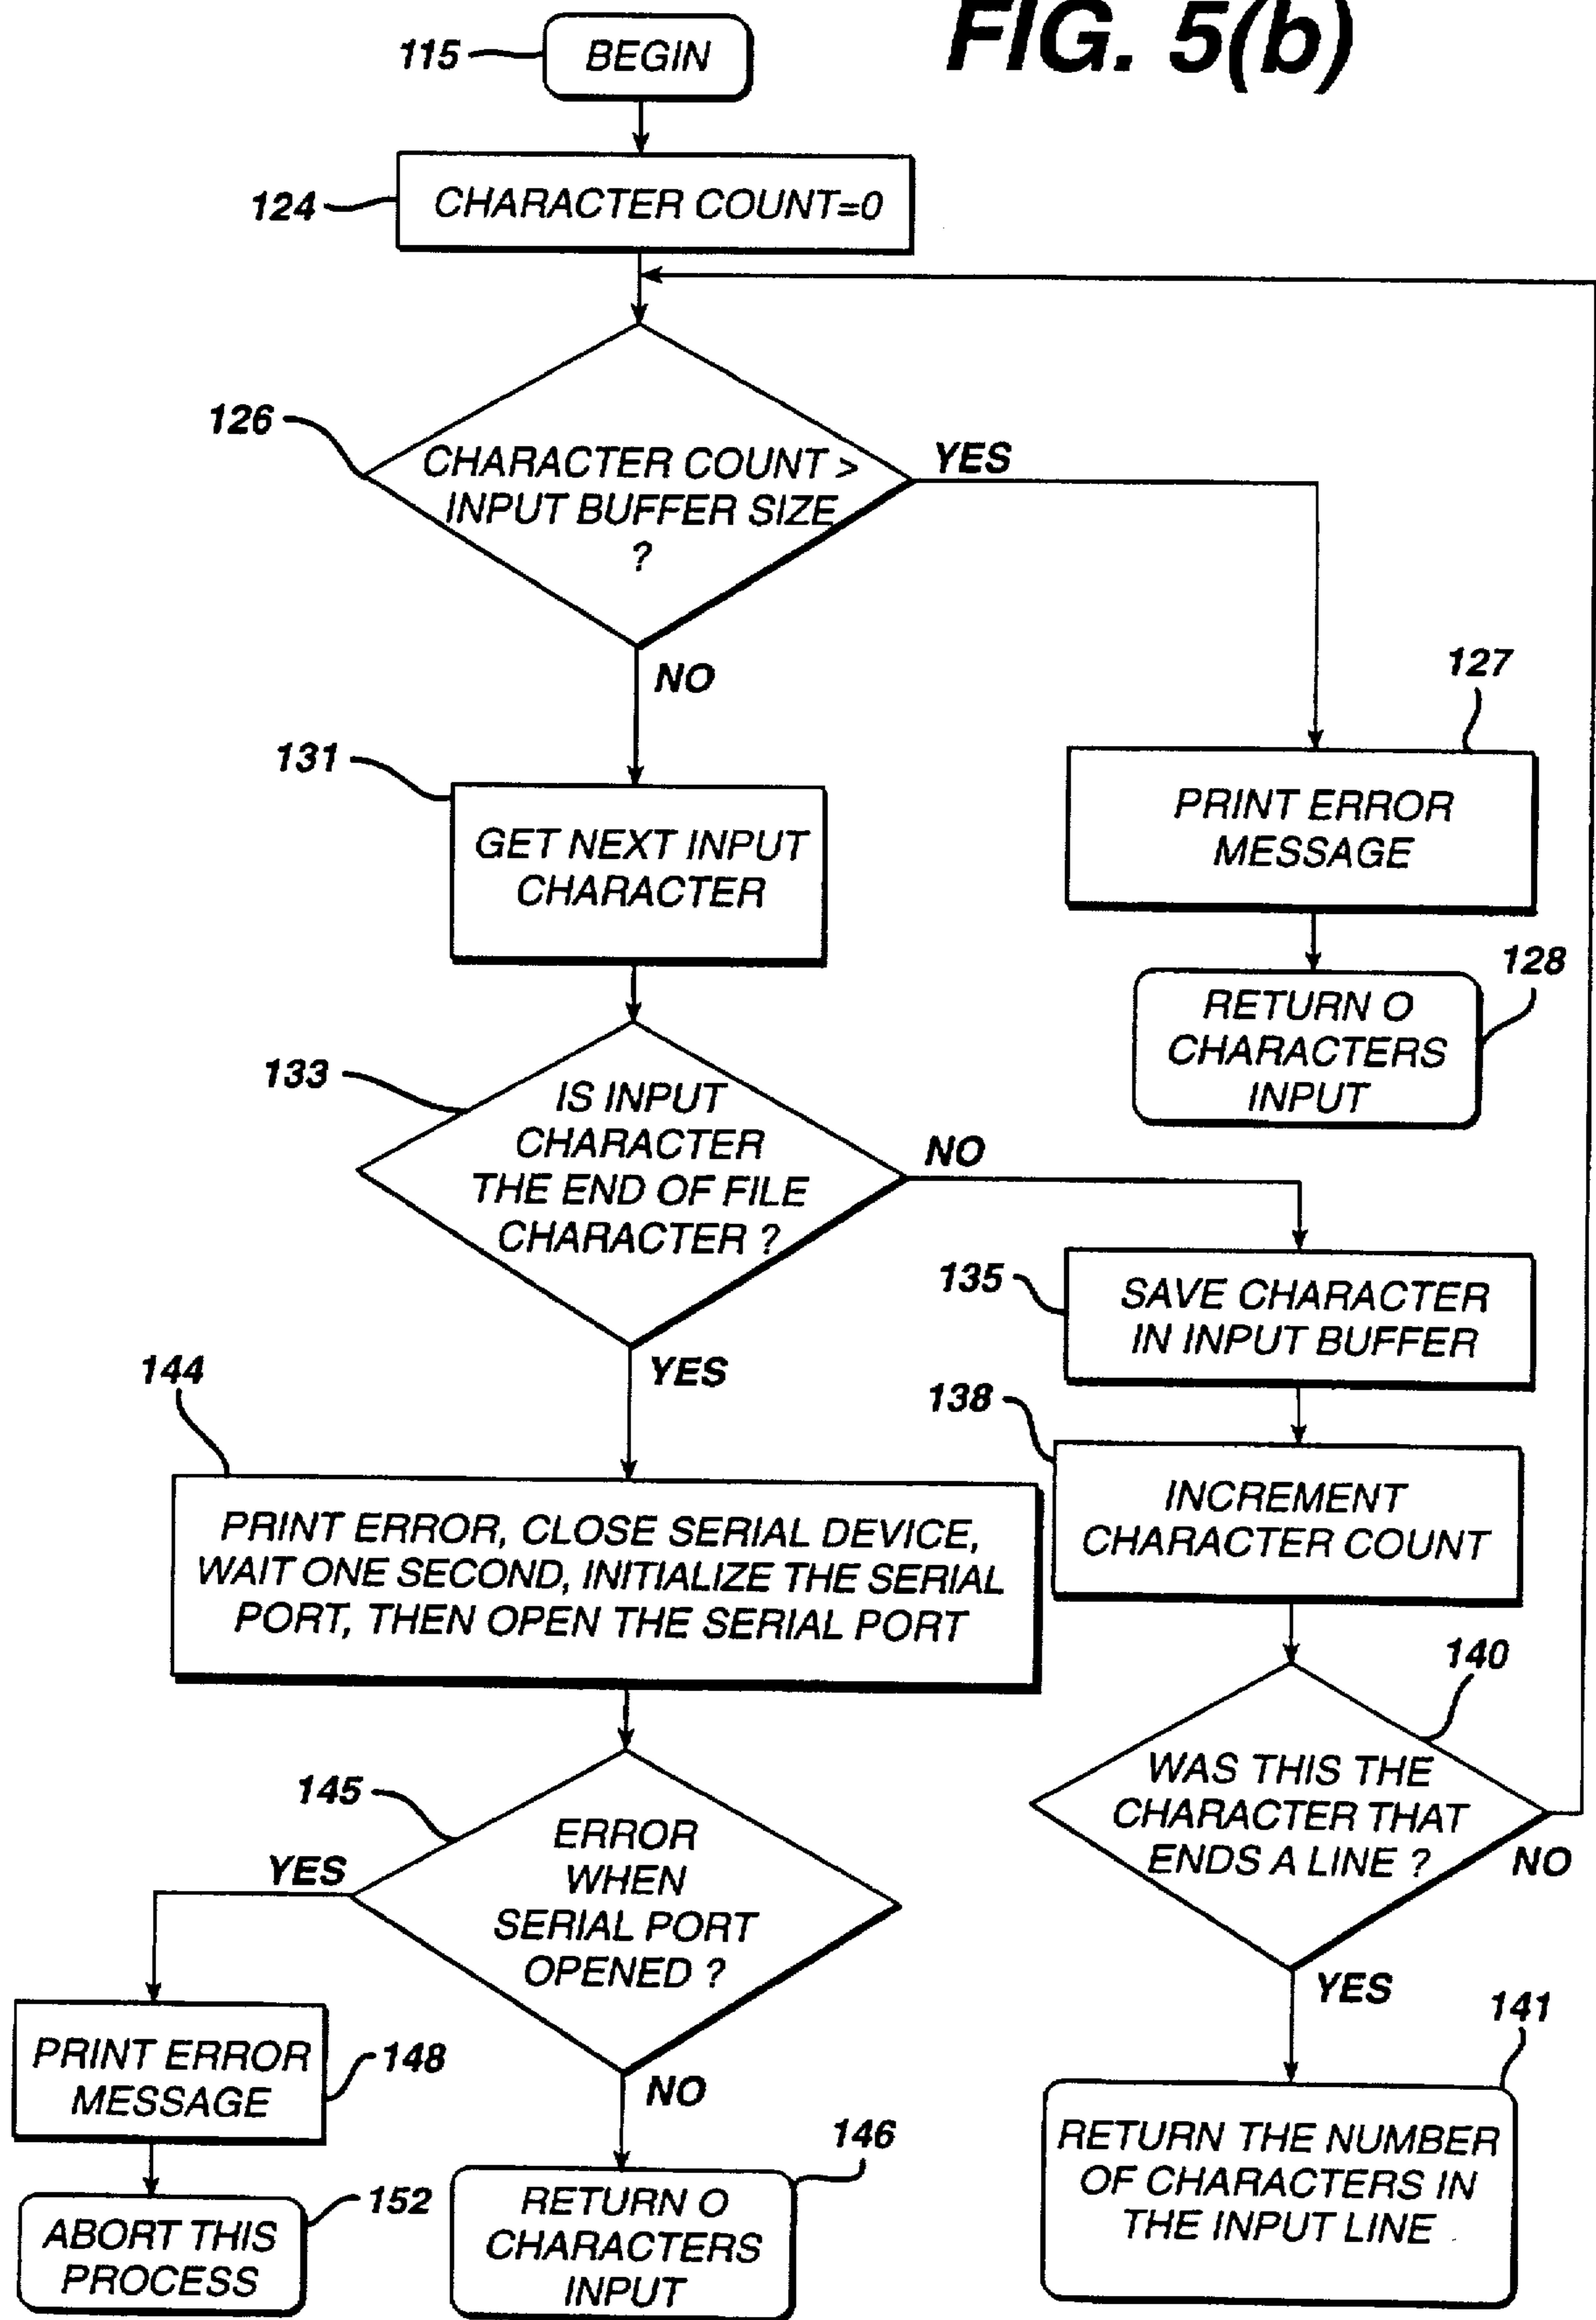 FIG. 5(b)
115
BEGIN
124
CHARACTER COUNT=0
126
CHARACTER COUNT >
INPUT BUFFER SIZE
?
YES
NO
127
PRINT ERROR
MESSAGE
128
RETURN O
CHARACTERS
INPUT
131
GET NEXT INPUT
CHARACTER
133
IS INPUT
CHARACTER
THE END OF FILE
CHARACTER ?
NO
YES
135
SAVE CHARACTER
IN INPUT BUFFER
138
INCREMENT
CHARACTER COUNT
140
WAS THIS THE
CHARACTER THAT
ENDS A LINE ?
NO
YES
141
RETURN THE NUMBER
OF CHARACTERS IN
THE INPUT LINE
144
PRINT ERROR, CLOSE SERIAL DEVICE,
WAIT ONE SECOND, INITIALIZE THE SERIAL
PORT, THEN OPEN THE SERIAL PORT
145
ERROR
WHEN
SERIAL PORT
OPENED ?
YES
NO
148
PRINT ERROR
MESSAGE
152
ABORT THIS
PROCESS
146
RETURN O
CHARACTERS
INPUT